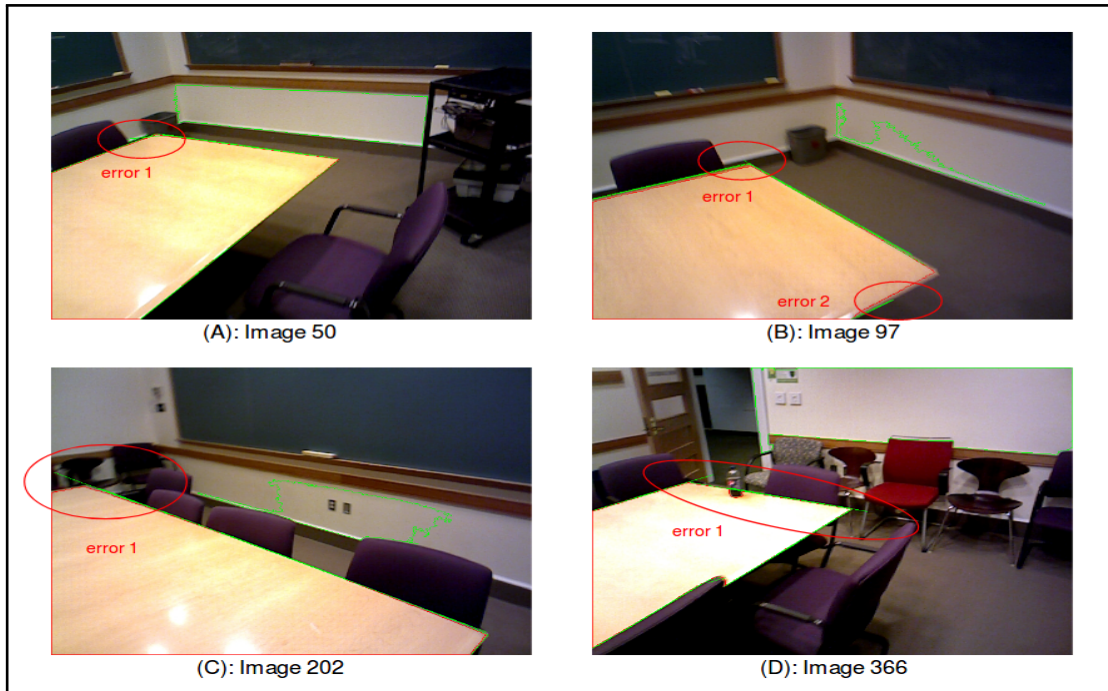 error 1
(A): Image 50
error 1
error 2
(B): Image 97
error 1
(C): Image 202
error 1
(D): Image 366